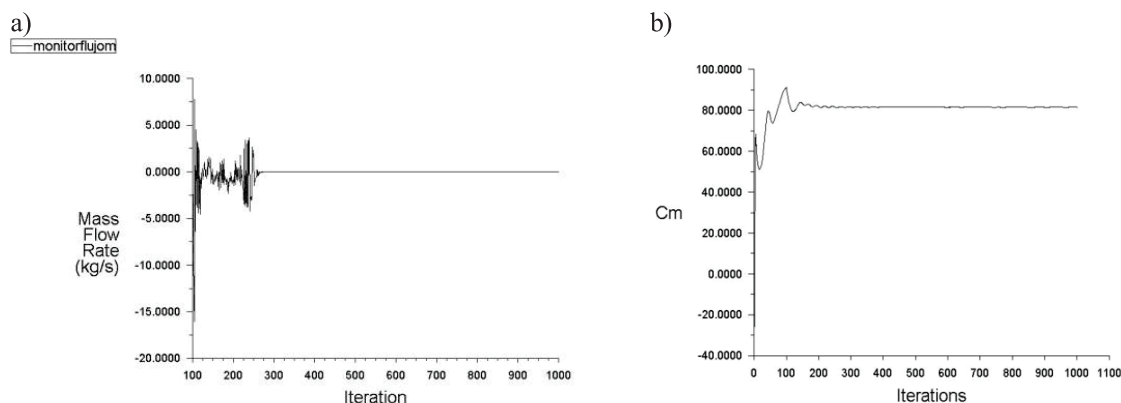 a)
monitorflujom
10.0000
5.0000
0.0000
-5.0000
-10.0000
-15.0000
-20.0000
Mass
Flow
Rate
(kg/s)
100 200 300 400 500 600 700 800 900 1000
Iteration
b)
100.0000
80.0000
60.0000
40.0000
20.0000
0.0000
-20.0000
-40.0000
Cm
0 100 200 300 400 500 600 700 800 900 1000 1100
Iterations